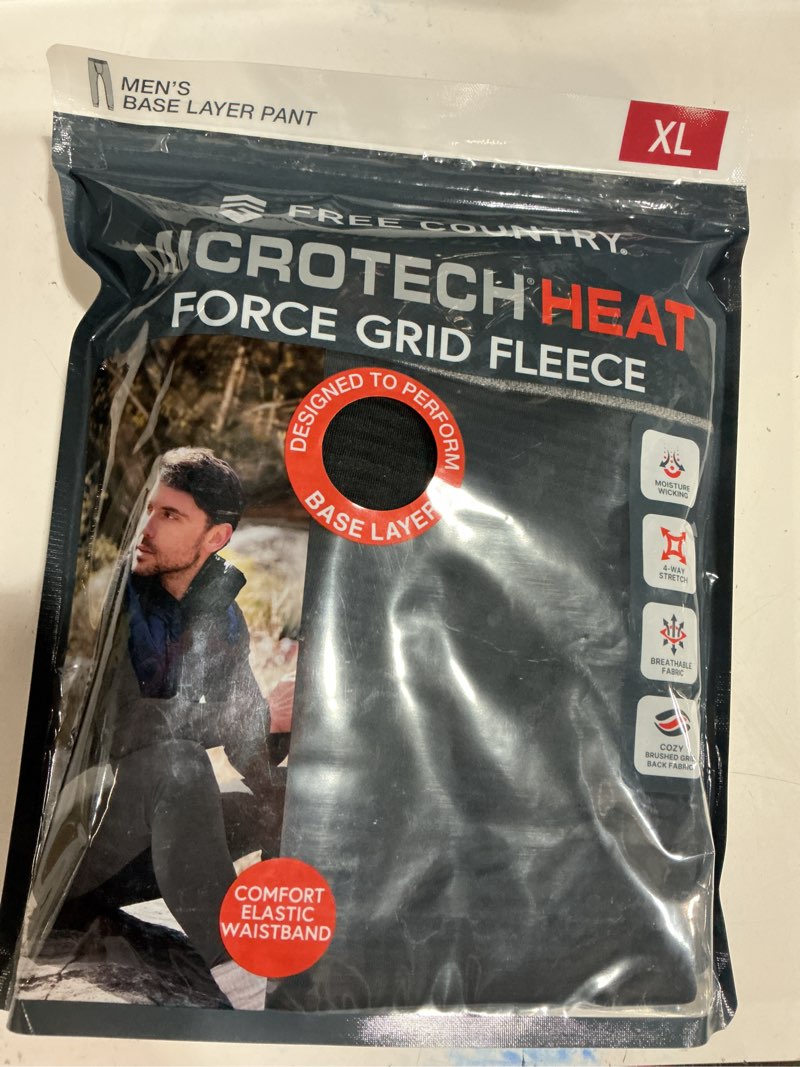 MEN'S
BASE LAYER PANT
XL
FREE COUNTRY®
MICROTECH® HEAT
FORCE GRID FLEECE
DESIGNED TO PERFORM
BASE LAYER
MOISTURE
WICKING
4-WAY
STRETCH
BREATHABLE
FABRIC
COZY
BRUSHED GRID
BACK FABRIC
COMFORT
ELASTIC
WAISTBAND